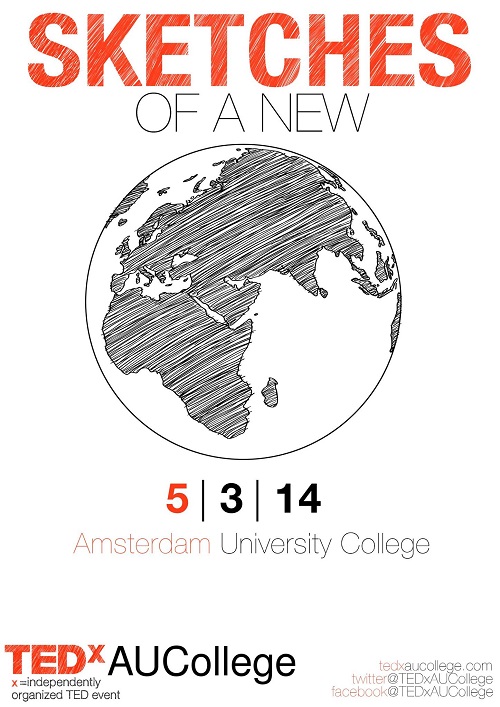 SKETCHES
OF A NEW
5 | 3 | 14
Amsterdam University College
TEDx AUCollege
x =independently
organized TED event
tedxaucollege.com
twitter@TEDxAUCollege
facebook@TEDxAUCollege